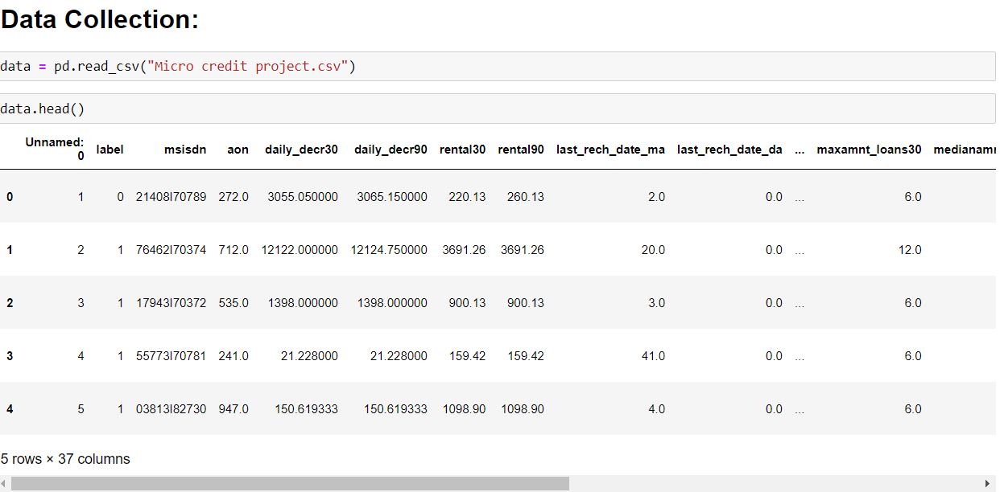 Data Collection:
data = pd.read_csv("Micro credit project.csv")
data.head()
Unnamed: 0 label msisdn aon daily_decr30 daily_decr90 rental30 rental90 last_rech_date_ma last_rech_date_da ... maxamnt_loans30
0 1 0 21408I70789 272.0 3055.050000 3065.150000 220.13 260.13 2.0 0.0 ... 6.0
1 2 1 76462I70374 712.0 12122.000000 12124.750000 3691.26 3691.26 20.0 0.0 ... 12.0
2 3 1 17943I70372 535.0 1398.000000 1398.000000 900.13 900.13 3.0 0.0 ... 6.0
3 4 1 55773I70781 241.0 21.228000 21.228000 159.42 159.42 41.0 0.0 ... 6.0
4 5 1 03813I82730 947.0 150.619333 150.619333 1098.90 1098.90 4.0 0.0 ... 6.0
5 rows × 37 columns